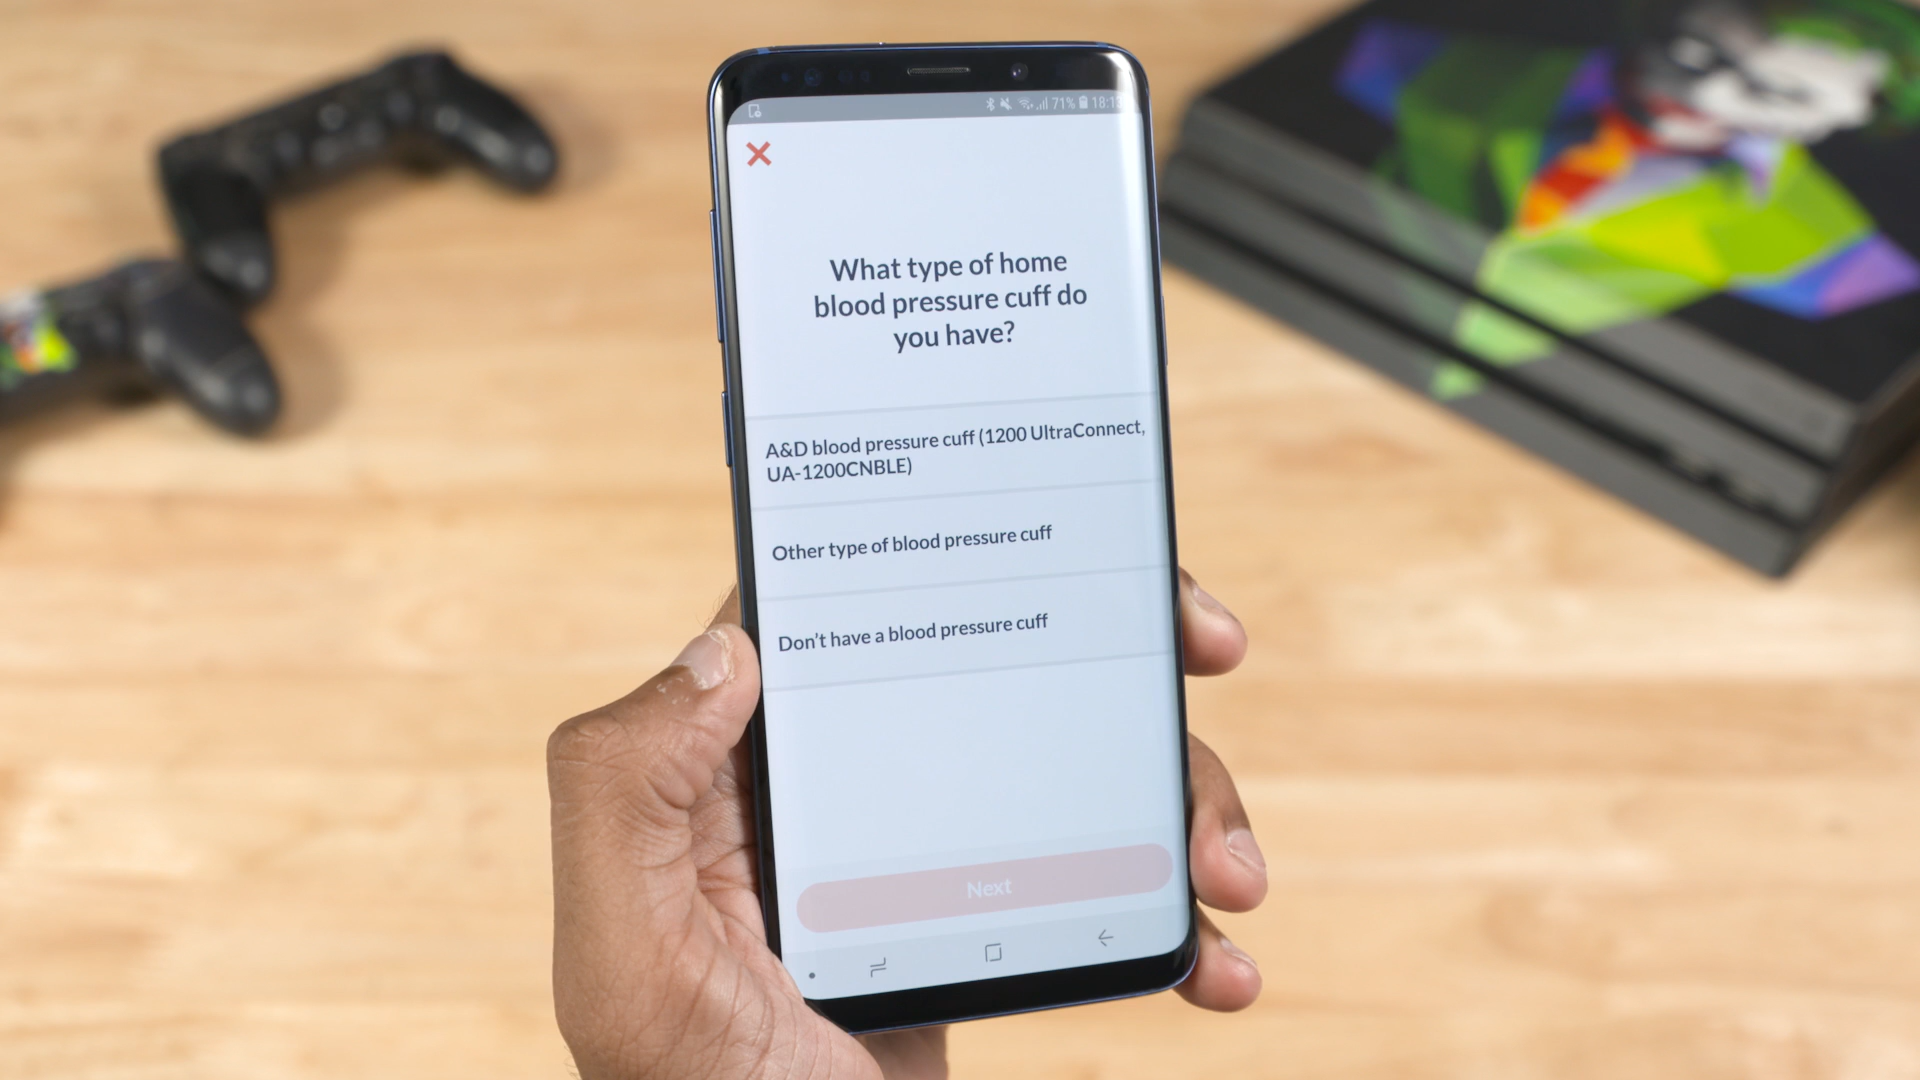 71% 18:13
What type of home
blood pressure cuff do
you have?
A&D blood pressure cuff (1200 UltraConnect,
UA-1200CNBLE)
Other type of blood pressure cuff
Don't have a blood pressure cuff
Next